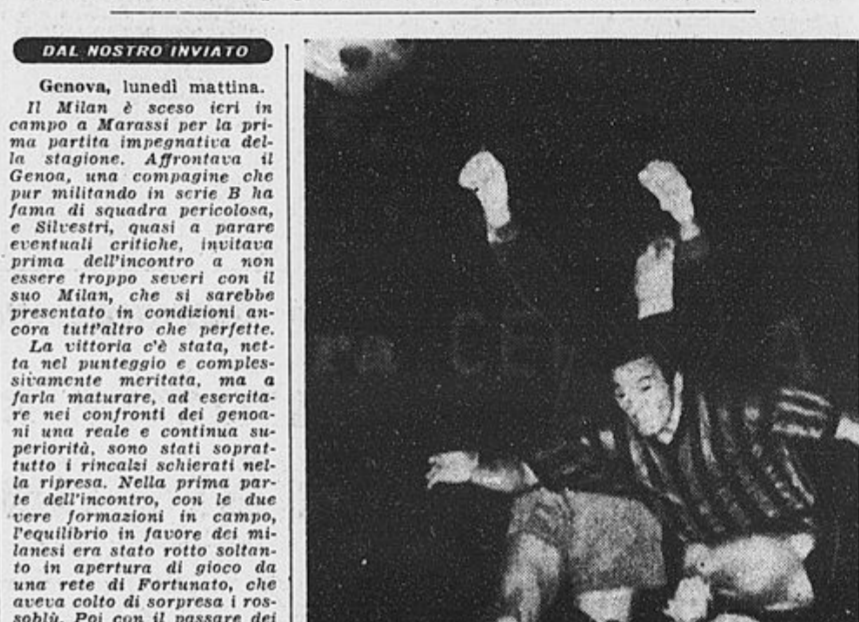 DAL NOSTRO INVIATO
Genova, lunedì mattina.
Il Milan è sceso ieri in
campo a Marassi per la pri-
ma partita impegnativa del-
la stagione. Affrontava il
Genoa, una compagine che
pur militando in serie B ha
fama di squadra pericolosa,
e Silvestri, quasi a parare
eventuali critiche, invitava
prima dell'incontro a non
essere troppo severi con il
suo Milan, che si sarebbe
presentato in condizioni an-
cora tutt'altro che perfette.
La vittoria c'è stata, net-
ta nel punteggio e comples-
sivamente meritata, ma a
farla maturare, ad esercita-
re nei confronti dei genoa-
ni una reale e continua su-
periorità, sono stati soprat-
tutto i rincalzi schierati nel-
la ripresa. Nella prima par-
te dell'incontro, con le due
vere formazioni in campo,
l'equilibrio in favore dei mi-
lanesi era stato rotto soltan-
to in apertura di gioco da
una rete di Fortunato, che
aveva colto di sorpresa i ros-
soblù. Poi con il passare dei